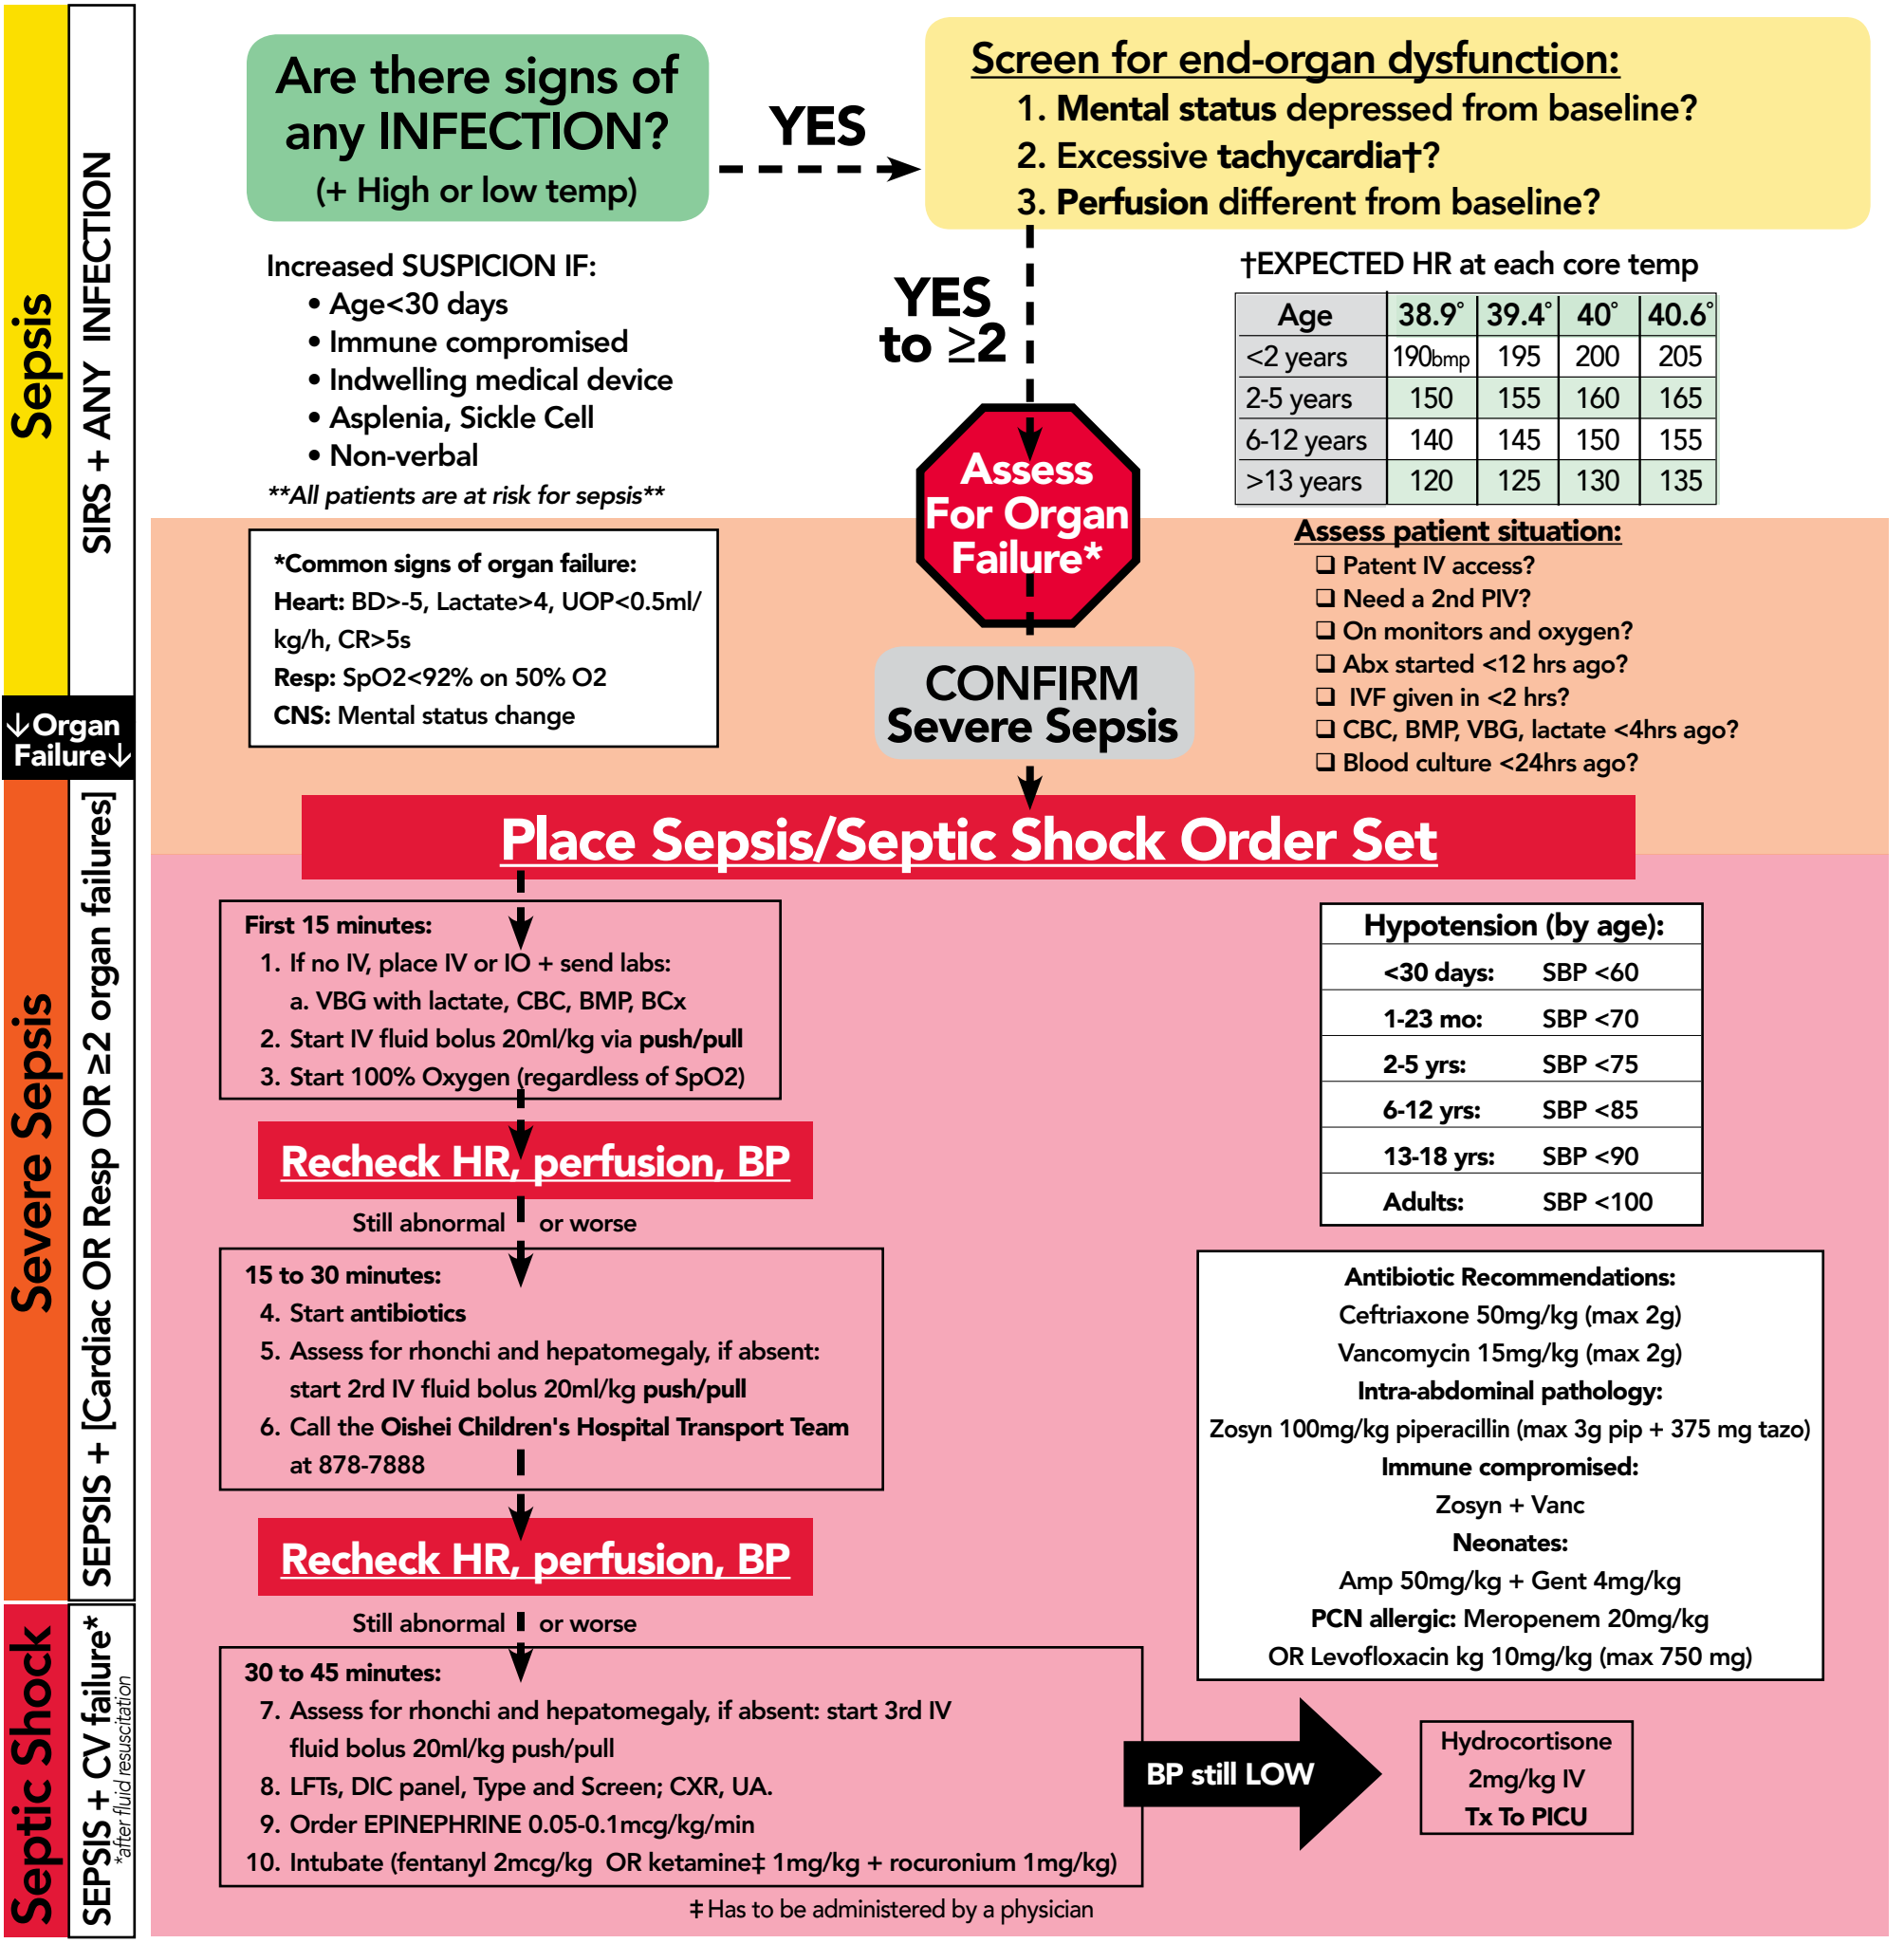 Sepsis
SIRS + ANY INFECTION
↓Organ
Failure↓
Severe Sepsis
SEPSIS + [Cardiac OR Resp OR ≥2 organ failures]
Septic Shock
SEPSIS + CV failure*
*after fluid resuscitation
Are there signs of
any INFECTION?
(+ High or low temp)
YES
Screen for end-organ dysfunction:
1. Mental status depressed from baseline?
2. Excessive tachycardia†?
3. Perfusion different from baseline?
Increased SUSPICION IF:
• Age<30 days
• Immune compromised
• Indwelling medical device
• Asplenia, Sickle Cell
• Non-verbal
**All patients are at risk for sepsis**
YES
to ≥2
†EXPECTED HR at each core temp
Age 38.9° 39.4° 40° 40.6°
<2 years 190bmp 195 200 205
2-5 years 150 155 160 165
6-12 years 140 145 150 155
>13 years 120 125 130 135
Assess
For Organ
Failure*
*Common signs of organ failure:
Heart: BD>-5, Lactate>4, UOP<0.5ml/
kg/h, CR>5s
Resp: SpO2<92% on 50% O2
CNS: Mental status change
CONFIRM
Severe Sepsis
Assess patient situation:
❑ Patent IV access?
❑ Need a 2nd PIV?
❑ On monitors and oxygen?
❑ Abx started <12 hrs ago?
❑ IVF given in <2 hrs?
❑ CBC, BMP, VBG, lactate <4hrs ago?
❑ Blood culture <24hrs ago?
Place Sepsis/Septic Shock Order Set
First 15 minutes:
1. If no IV, place IV or IO + send labs:
a. VBG with lactate, CBC, BMP, BCx
2. Start IV fluid bolus 20ml/kg via push/pull
3. Start 100% Oxygen (regardless of SpO2)
Recheck HR, perfusion, BP
Still abnormal or worse
15 to 30 minutes:
4. Start antibiotics
5. Assess for rhonchi and hepatomegaly, if absent:
start 2rd IV fluid bolus 20ml/kg push/pull
6. Call the Oishei Children's Hospital Transport Team
at 878-7888
Recheck HR, perfusion, BP
Still abnormal or worse
30 to 45 minutes:
7. Assess for rhonchi and hepatomegaly, if absent: start 3rd IV
fluid bolus 20ml/kg push/pull
8. LFTs, DIC panel, Type and Screen; CXR, UA.
9. Order EPINEPHRINE 0.05-0.1mcg/kg/min
10. Intubate (fentanyl 2mcg/kg OR ketamine‡ 1mg/kg + rocuronium 1mg/kg)
‡ Has to be administered by a physician
Hypotension (by age):
<30 days: SBP <60
1-23 mo: SBP <70
2-5 yrs: SBP <75
6-12 yrs: SBP <85
13-18 yrs: SBP <90
Adults: SBP <100
Antibiotic Recommendations:
Ceftriaxone 50mg/kg (max 2g)
Vancomycin 15mg/kg (max 2g)
Intra-abdominal pathology:
Zosyn 100mg/kg piperacillin (max 3g pip + 375 mg tazo)
Immune compromised:
Zosyn + Vanc
Neonates:
Amp 50mg/kg + Gent 4mg/kg
PCN allergic: Meropenem 20mg/kg
OR Levofloxacin kg 10mg/kg (max 750 mg)
BP still LOW
Hydrocortisone
2mg/kg IV
Tx To PICU